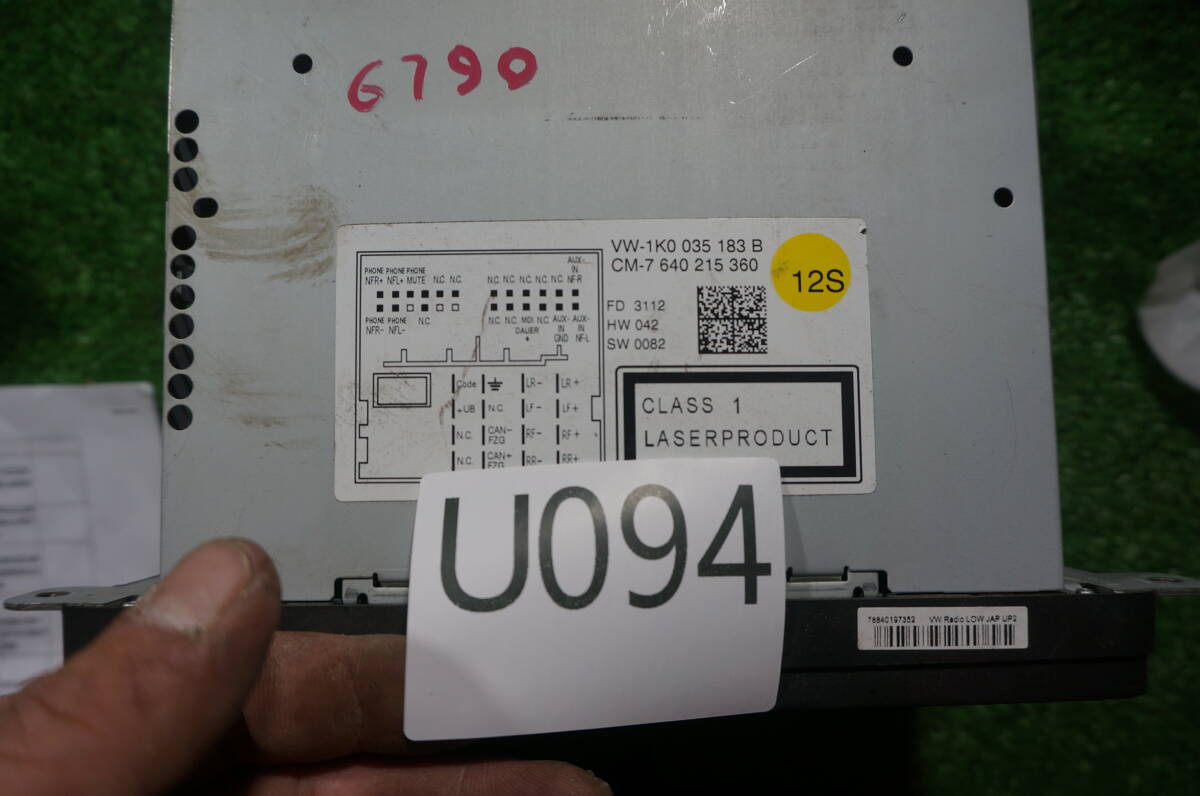 6790
VW-1K0 035 183 B
CM-7 640 215 360
12S
FD 3112
HW 042
SW 0082
PHONE PHONE PHONE
NFR+ NFL+ MUTE N.C. N.C.
AUX-
IN
N.C. N.C. N.C. N.C. N.C. NF-R
PHONE PHONE N.C.
NFR- NFL-
N.C. N.C. MDI N.C. AUX- AUX-
DAUER IN IN
+ GND NF-L
Code LR- LR+
+UB N.C. LF- LF+
N.C. CAN- FZG RF- RF+
N.C. CAN+ FZG RR- RR+
CLASS 1
LASERPRODUCT
U094
76640197352 VW Radio LOW JAP UP2